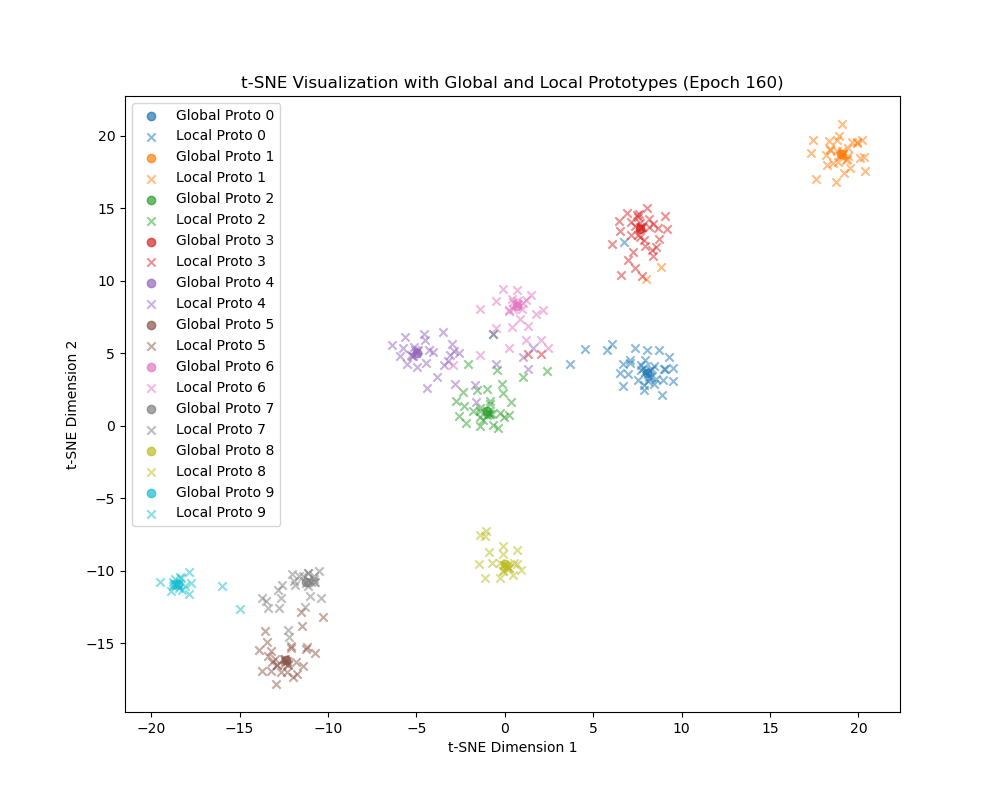 t-SNE Visualization with Global and Local Prototypes (Epoch 160)
Global Proto 0
Local Proto 0
Global Proto 1
Local Proto 1
Global Proto 2
Local Proto 2
Global Proto 3
Local Proto 3
Global Proto 4
Local Proto 4
Global Proto 5
Local Proto 5
Global Proto 6
Local Proto 6
Global Proto 7
Local Proto 7
Global Proto 8
Local Proto 8
Global Proto 9
Local Proto 9
20
15
10
5
0
−5
−10
−15
t-SNE Dimension 2
−20 −15 −10 −5 0 5 10 15 20
t-SNE Dimension 1